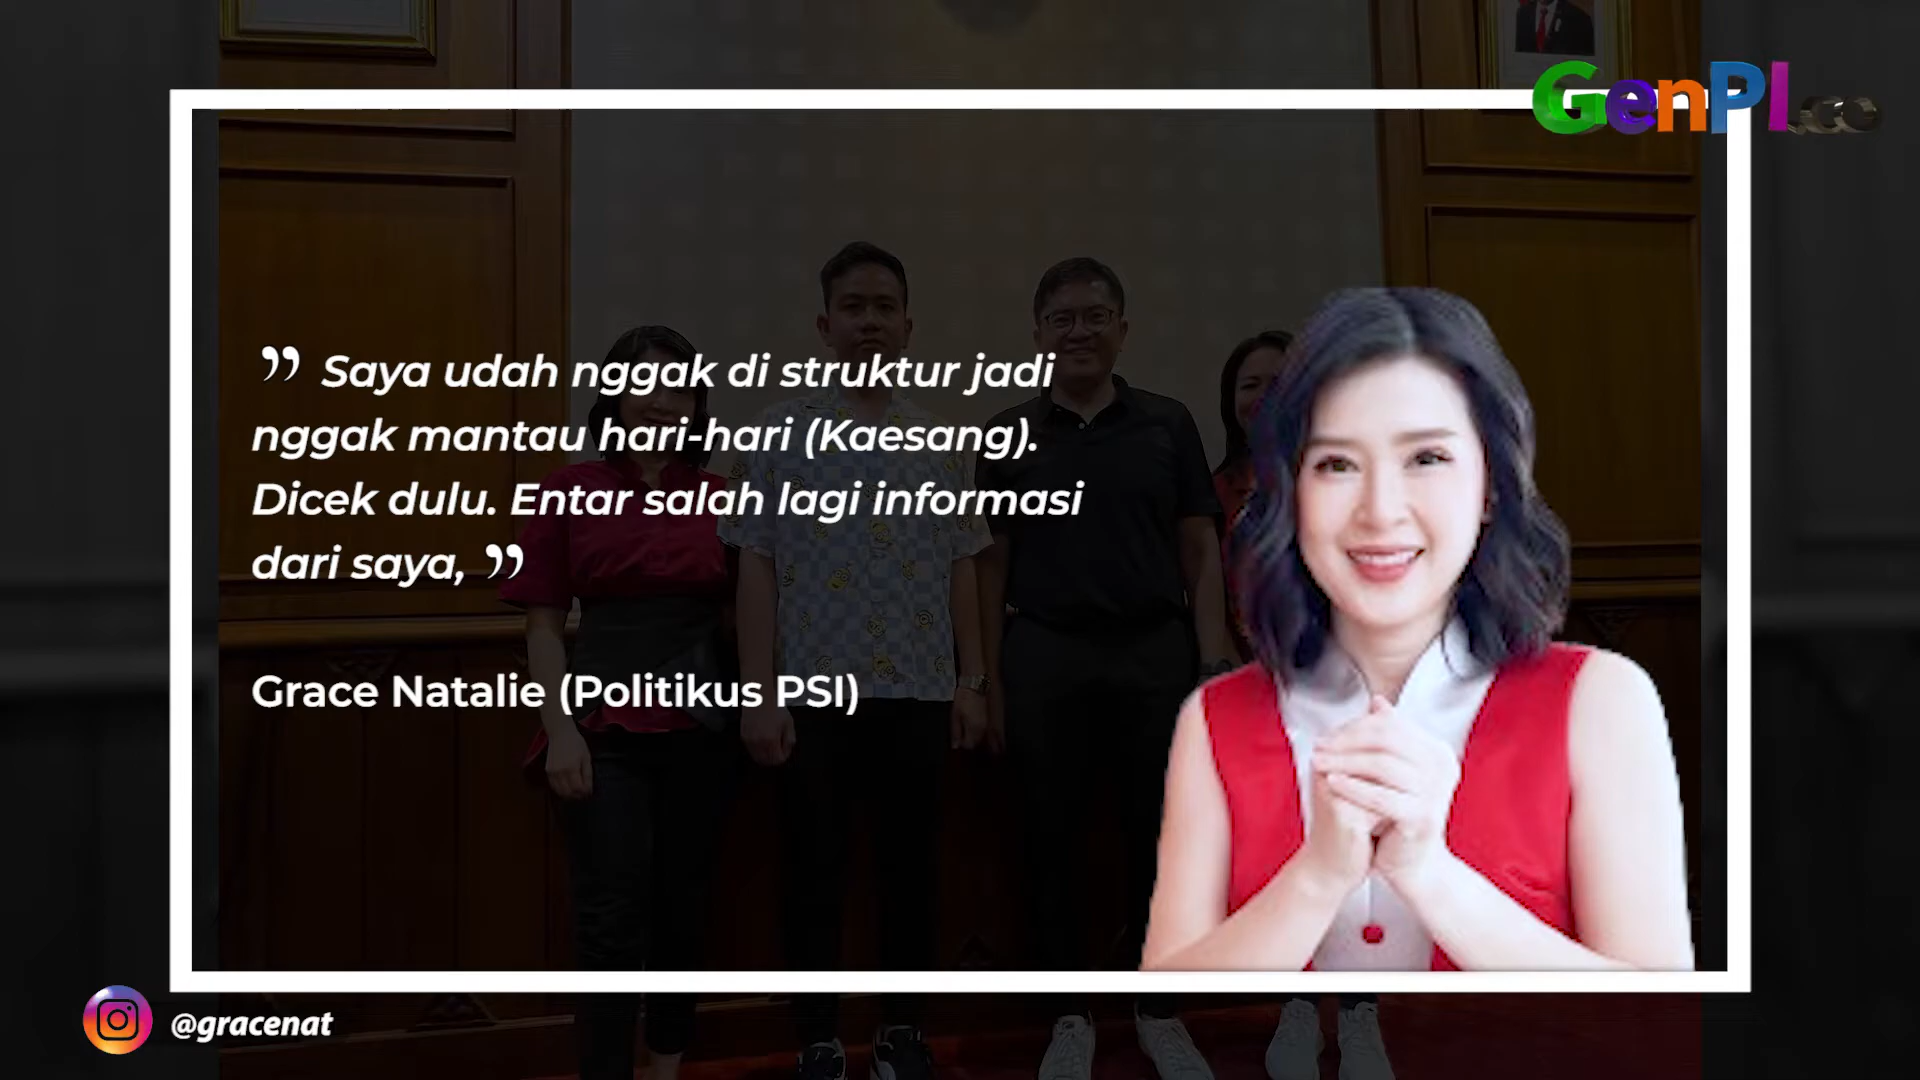 GenPI.co
” Saya udah nggak di struktur jadi
nggak mantau hari-hari (Kaesang).
Dicek dulu. Entar salah lagi informasi
dari saya, ”
Grace Natalie (Politikus PSI)
@gracenat